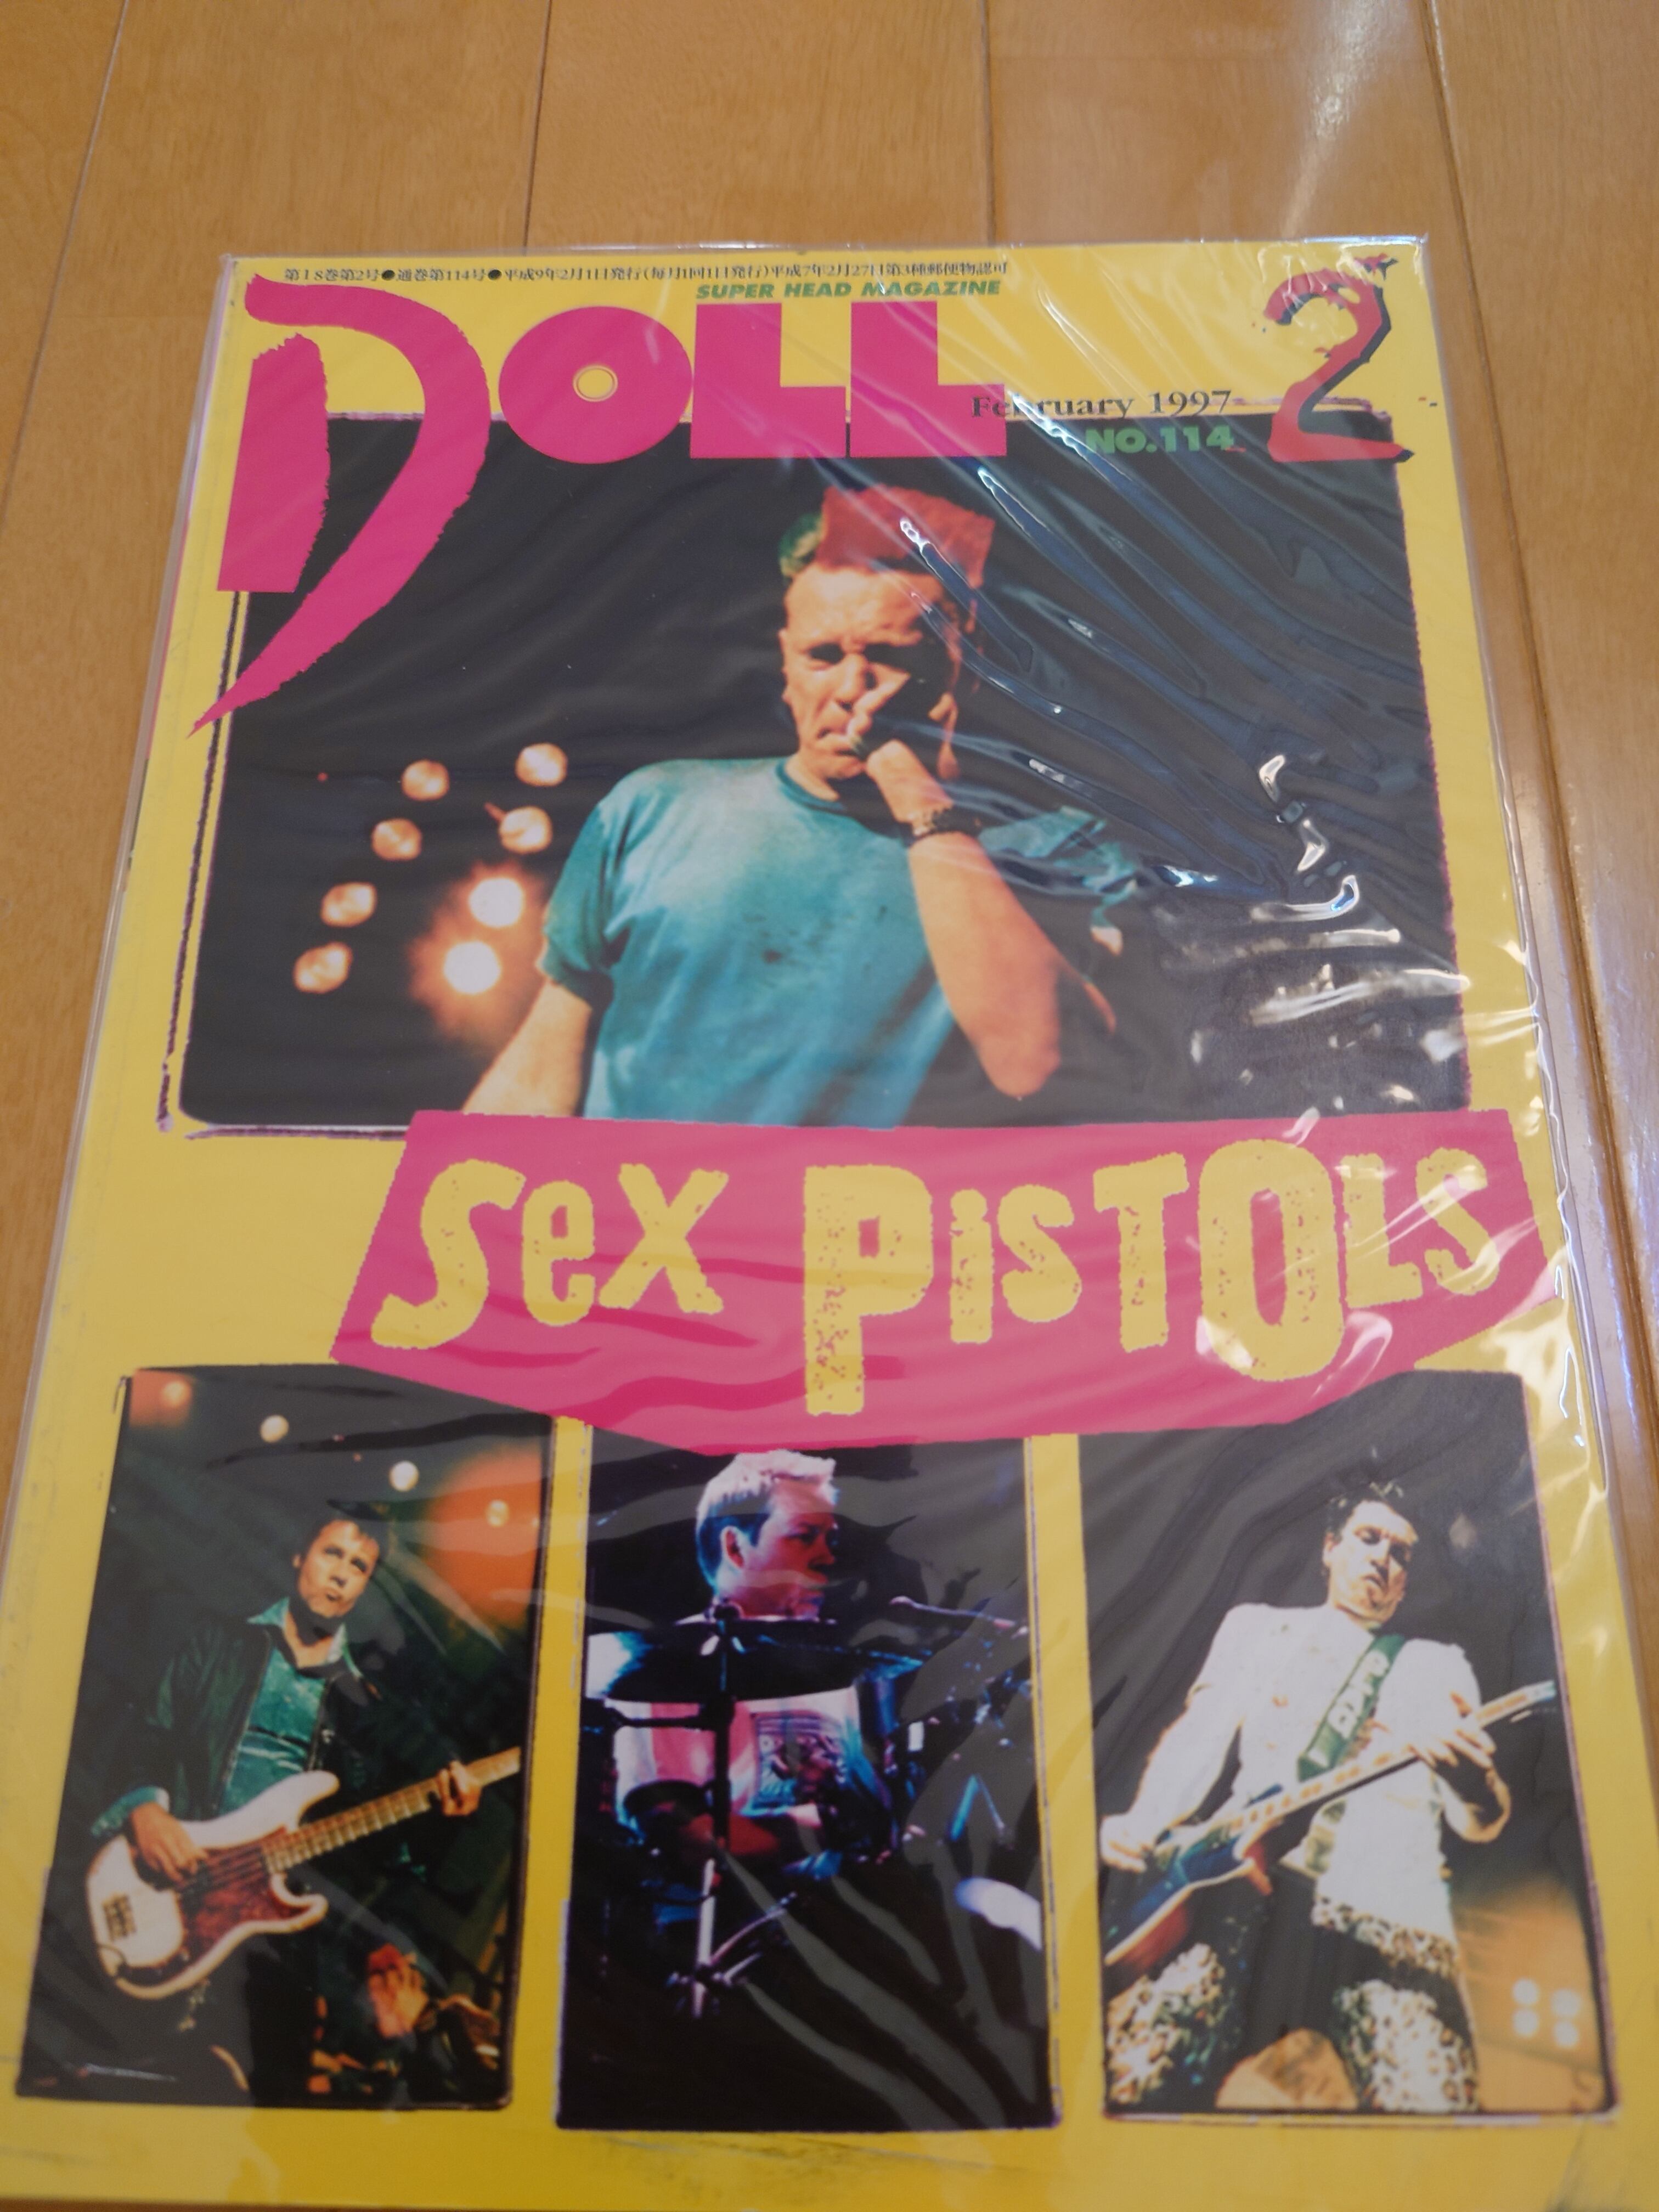 第18巻第2号●通巻第114号●平成9年2月1日発行(毎月1回1日発行)平成7年2月27日第3種郵便物認可
SUPER HEAD MAGAZINE
DOLL
2
February 1997
NO.114
SeX PisTOLS